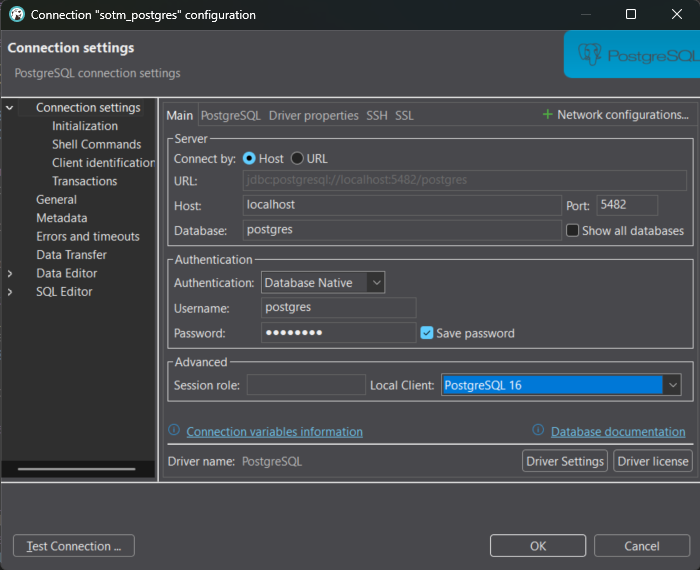 Connection "sotm_postgres" configuration
Connection settings
PostgreSQL connection settings
PostgreSQL
Connection settings
Initialization
Shell Commands
Client identification
Transactions
General
Metadata
Errors and timeouts
Data Transfer
Data Editor
SQL Editor
Main PostgreSQL Driver properties SSH SSL Network configurations...
Server
Connect by: Host URL
URL: jdbc:postgresql://localhost:5482/postgres
Host: localhost Port: 5482
Database: postgres Show all databases
Authentication
Authentication: Database Native
Username: postgres
Password: ●●●●●●●● Save password
Advanced
Session role: Local Client: PostgreSQL 16
Connection variables information Database documentation
Driver name: PostgreSQL Driver Settings Driver license
Test Connection ... OK Cancel